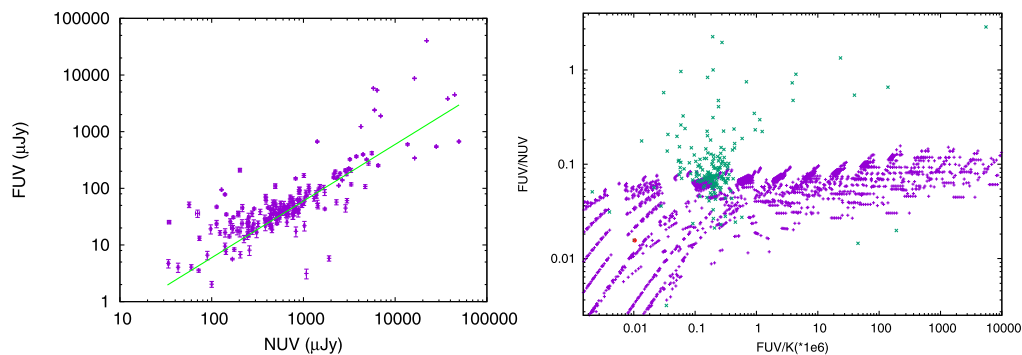 100000
10000
1000
100
10
1
FUV (μJy)
10 100 1000 10000 100000
NUV (μJy)
1
0.1
0.01
FUV/NUV
0.01 0.1 1 10 100 1000 10000
FUV/K(*1e6)